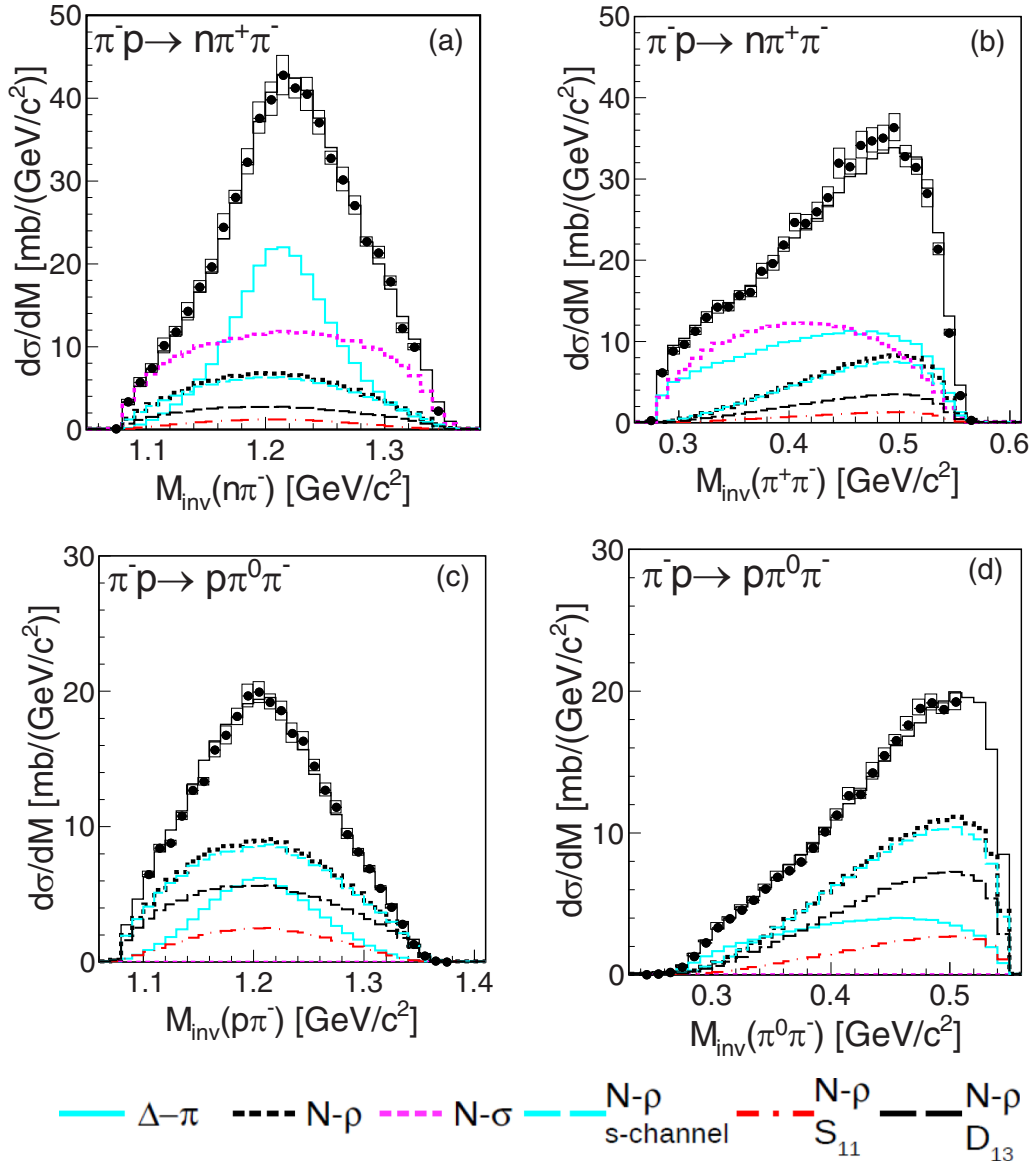 π⁻p→ nπ⁺π⁻ (a)
dσ/dM [mb/(GeV/c²)]
50
40
30
20
10
0
1.1 1.2 1.3
M_inv(nπ⁻) [GeV/c²]
π⁻p→ nπ⁺π⁻ (b)
dσ/dM [mb/(GeV/c²)]
50
40
30
20
10
0
0.3 0.4 0.5 0.6
M_inv(π⁺π⁻) [GeV/c²]
π⁻p→ pπ⁰π⁻ (c)
dσ/dM [mb/(GeV/c²)]
30
20
10
0
1.1 1.2 1.3 1.4
M_inv(pπ⁻) [GeV/c²]
π⁻p→ pπ⁰π⁻ (d)
dσ/dM [mb/(GeV/c²)]
30
20
10
0
0.3 0.4 0.5
M_inv(π⁰π⁻) [GeV/c²]
Δ−π
N-ρ
N-σ
N-ρ
s-channel
N-ρ
S₁₁
N-ρ
D₁₃